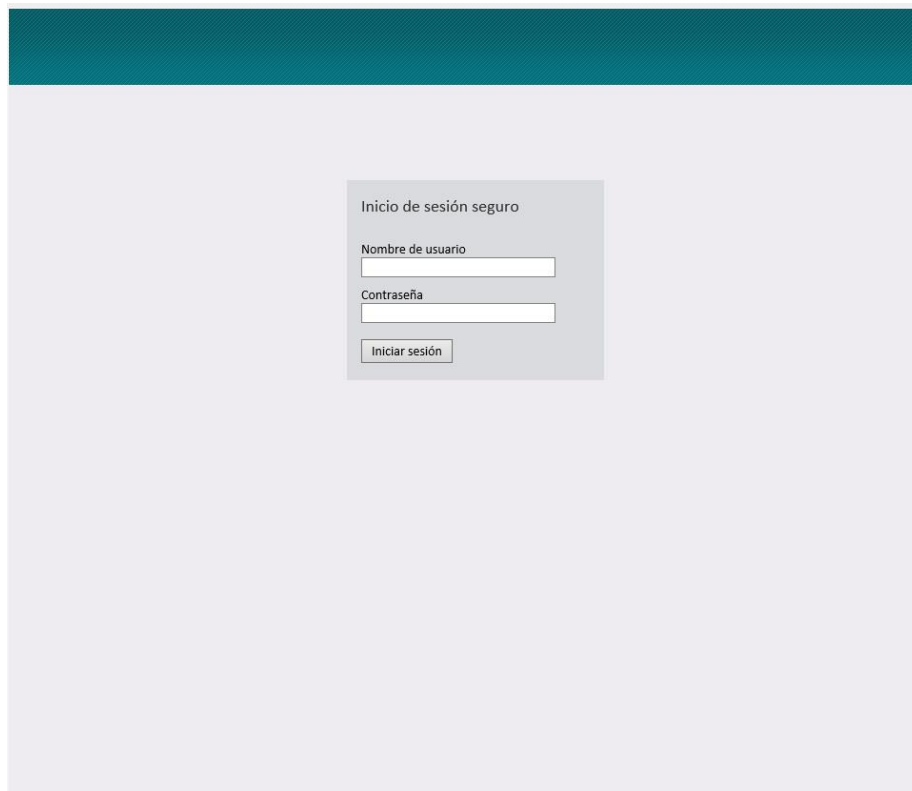 Inicio de sesión seguro
Nombre de usuario
Contraseña
Iniciar sesión